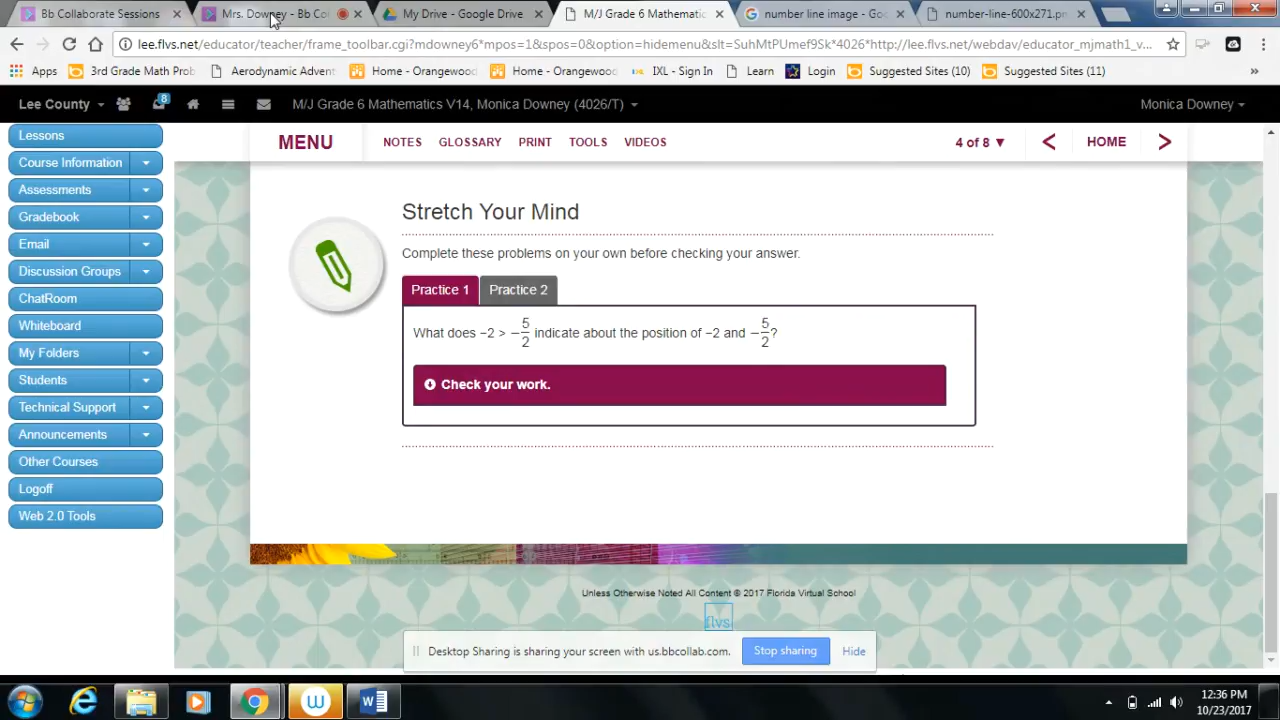 Bb Collaborate Sessions
Mrs. Downey - Bb Co
My Drive - Google Drive
M/J Grade 6 Mathematic
number line image - Goo
number-line-600x271.pn
lee.flvs.net/educator/teacher/frame_toolbar.cgi?mdowney6*mpos=1&spos=0&option=hidemenu&slt=SuhMtPUmef9Sk*4026*http://lee.flvs.net/webdav/educator_mjmath1_v...
Apps
3rd Grade Math Prob
Aerodynamic Adven
Home - Orangewood
Home - Orangewood
IXL - Sign In
Learn
Login
Suggested Sites (10)
Suggested Sites (11)
»
Lee County
8
M/J Grade 6 Mathematics V14, Monica Downey (4026/T)
Monica Downey
Lessons
Course Information
Assessments
Gradebook
Email
Discussion Groups
ChatRoom
Whiteboard
My Folders
Students
Technical Support
Announcements
Other Courses
Logoff
Web 2.0 Tools
MENU
NOTES GLOSSARY PRINT TOOLS VIDEOS
4 of 8 ▼
< HOME >
Stretch Your Mind
Complete these problems on your own before checking your answer.
Practice 1
Practice 2
What does −2 > −5/2 indicate about the position of −2 and −5/2?
Check your work.
Unless Otherwise Noted All Content © 2017 Florida Virtual School
flvs
Desktop Sharing is sharing your screen with us.bbcollab.com.
Stop sharing
Hide
12:36 PM
10/23/2017